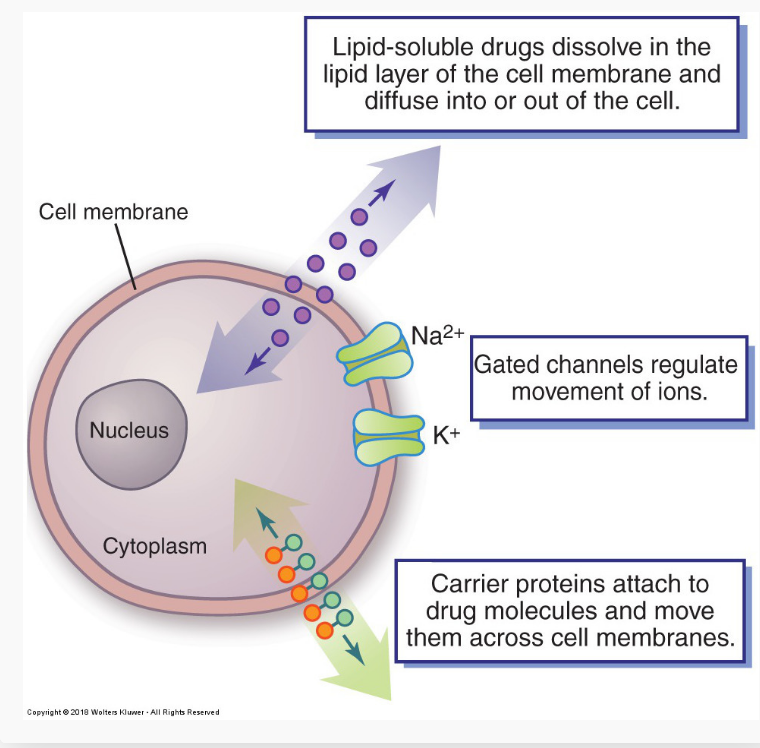 Lipid-soluble drugs dissolve in the
lipid layer of the cell membrane and
diffuse into or out of the cell.
Cell membrane
Na2+
Gated channels regulate
movement of ions.
Nucleus
K+
Cytoplasm
Carrier proteins attach to
drug molecules and move
them across cell membranes.
Copyright © 2018 Wolters Kluwer - All Rights Reserved